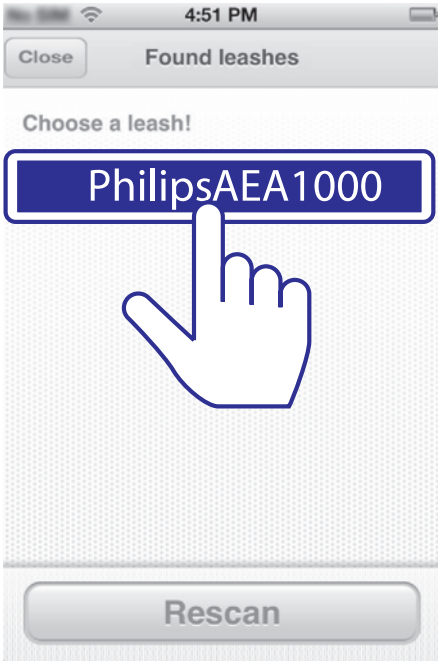 4:51 PM
Close Found leashes
Choose a leash!
PhilipsAEA1000
Rescan